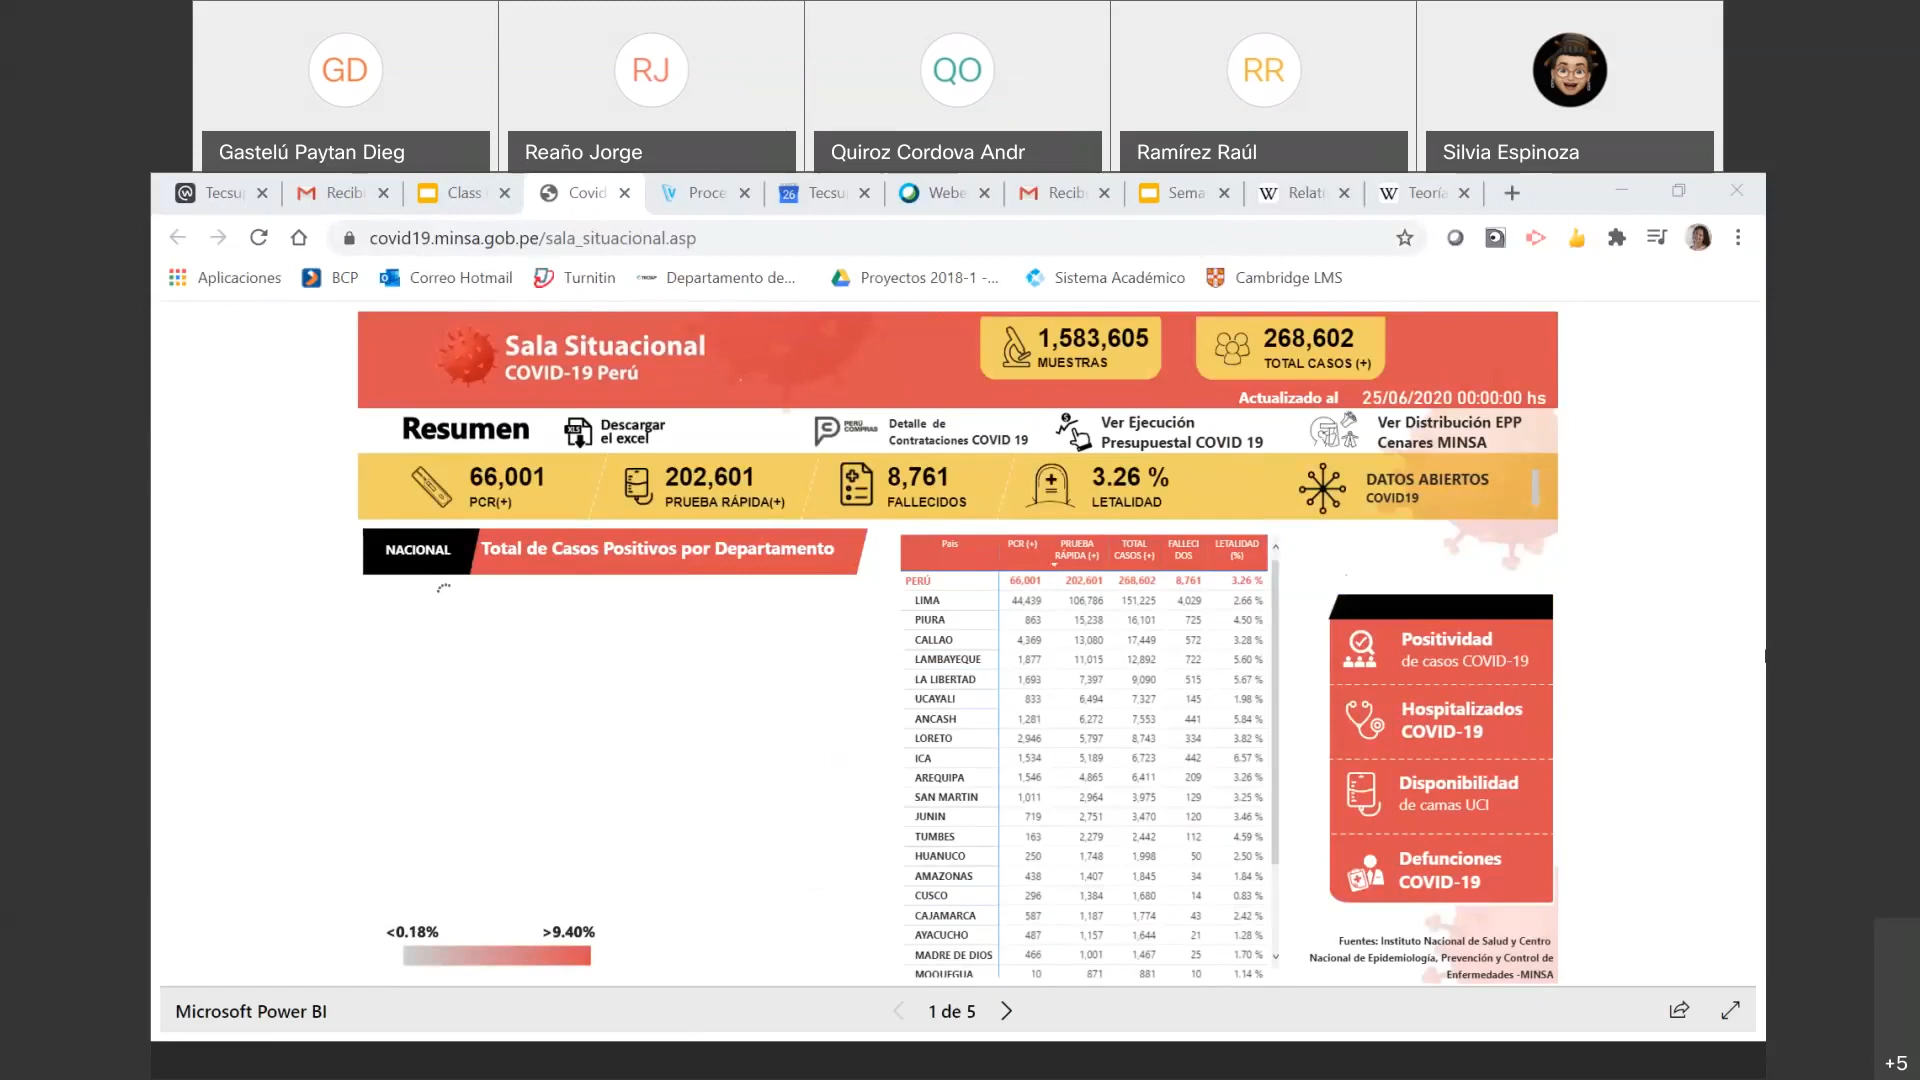 GD
RJ
QO
RR
Gastelú Paytan Dieg
Reaño Jorge
Quiroz Cordova Andr
Ramírez Raúl
Silvia Espinoza
Tecsu
Recib
Class
Covid
Proce
26
Tecsu
Webe
Recib
Sema
Relat
Teoría
covid19.minsa.gob.pe/sala_situacional.asp
Aplicaciones
BCP
Correo Hotmail
Turnitin
Departamento de...
Proyectos 2018-1 -...
Sistema Académico
Cambridge LMS
Sala Situacional
COVID-19 Perú
1,583,605
MUESTRAS
268,602
TOTAL CASOS (+)
Actualizado al 25/06/2020 00:00:00 hs
Resumen
XLS
Descargar
el excel
PERÚ
COMPRAS
Detalle de
Contrataciones COVID 19
Ver Ejecución
Presupuestal COVID 19
Ver Distribución EPP
Cenares MINSA
66,001
PCR(+)
202,601
PRUEBA RÁPIDA(+)
8,761
FALLECIDOS
3.26 %
LETALIDAD
DATOS ABIERTOS
COVID19
NACIONAL
Total de Casos Positivos por Departamento
Pais PCR (+) PRUEBA RÁPIDA (+) TOTAL CASOS (+) FALLECI DOS LETALIDAD (%)
PERÚ 66,001 202,601 268,602 8,761 3.26 %
LIMA 44,439 106,786 151,225 4,029 2.66 %
PIURA 863 15,238 16,101 725 4.50 %
CALLAO 4,369 13,080 17,449 572 3.28 %
LAMBAYEQUE 1,877 11,015 12,892 722 5.60 %
LA LIBERTAD 1,693 7,397 9,090 515 5.67 %
UCAYALI 833 6,494 7,327 145 1.98 %
ANCASH 1,281 6,272 7,553 441 5.84 %
LORETO 2,946 5,797 8,743 334 3.82 %
ICA 1,534 5,189 6,723 442 6.57 %
AREQUIPA 1,546 4,865 6,411 209 3.26 %
SAN MARTIN 1,011 2,964 3,975 129 3.25 %
JUNIN 719 2,751 3,470 120 3.46 %
TUMBES 163 2,279 2,442 112 4.59 %
HUANUCO 250 1,748 1,998 50 2.50 %
AMAZONAS 438 1,407 1,845 34 1.84 %
CUSCO 296 1,384 1,680 14 0.83 %
CAJAMARCA 587 1,187 1,774 43 2.42 %
AYACUCHO 487 1,157 1,644 21 1.28 %
MADRE DE DIOS 466 1,001 1,467 25 1.70 %
MOQUEGUA 10 871 881 10 1.14 %
<0.18%
>9.40%
Positividad
de casos COVID-19
Hospitalizados
COVID-19
Disponibilidad
de camas UCI
Defunciones
COVID-19
Fuentes: Instituto Nacional de Salud y Centro
Nacional de Epidemiología, Prevención y Control de
Enfermedades -MINSA
Microsoft Power BI
1 de 5
+5